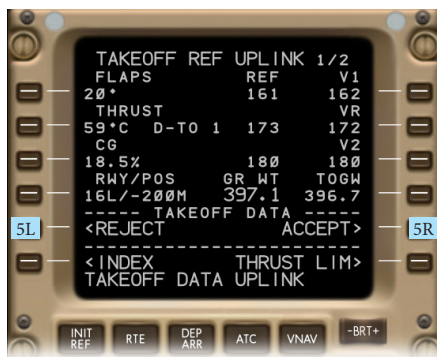 TAKEOFF REF UPLINK 1/2
FLAPS REF V1
20° 161 162
THRUST VR
59°C D-TO 1 173 172
CG V2
18.5% 180 180
RWY/POS GR WT TOGW
16L/-200M 397.1 396.7
----- TAKEOFF DATA -----
5L <REJECT ACCEPT> 5R
------------------------
<INDEX THRUST LIM>
TAKEOFF DATA UPLINK
INIT REF RTE DEP ARR ATC VNAV -BRT+